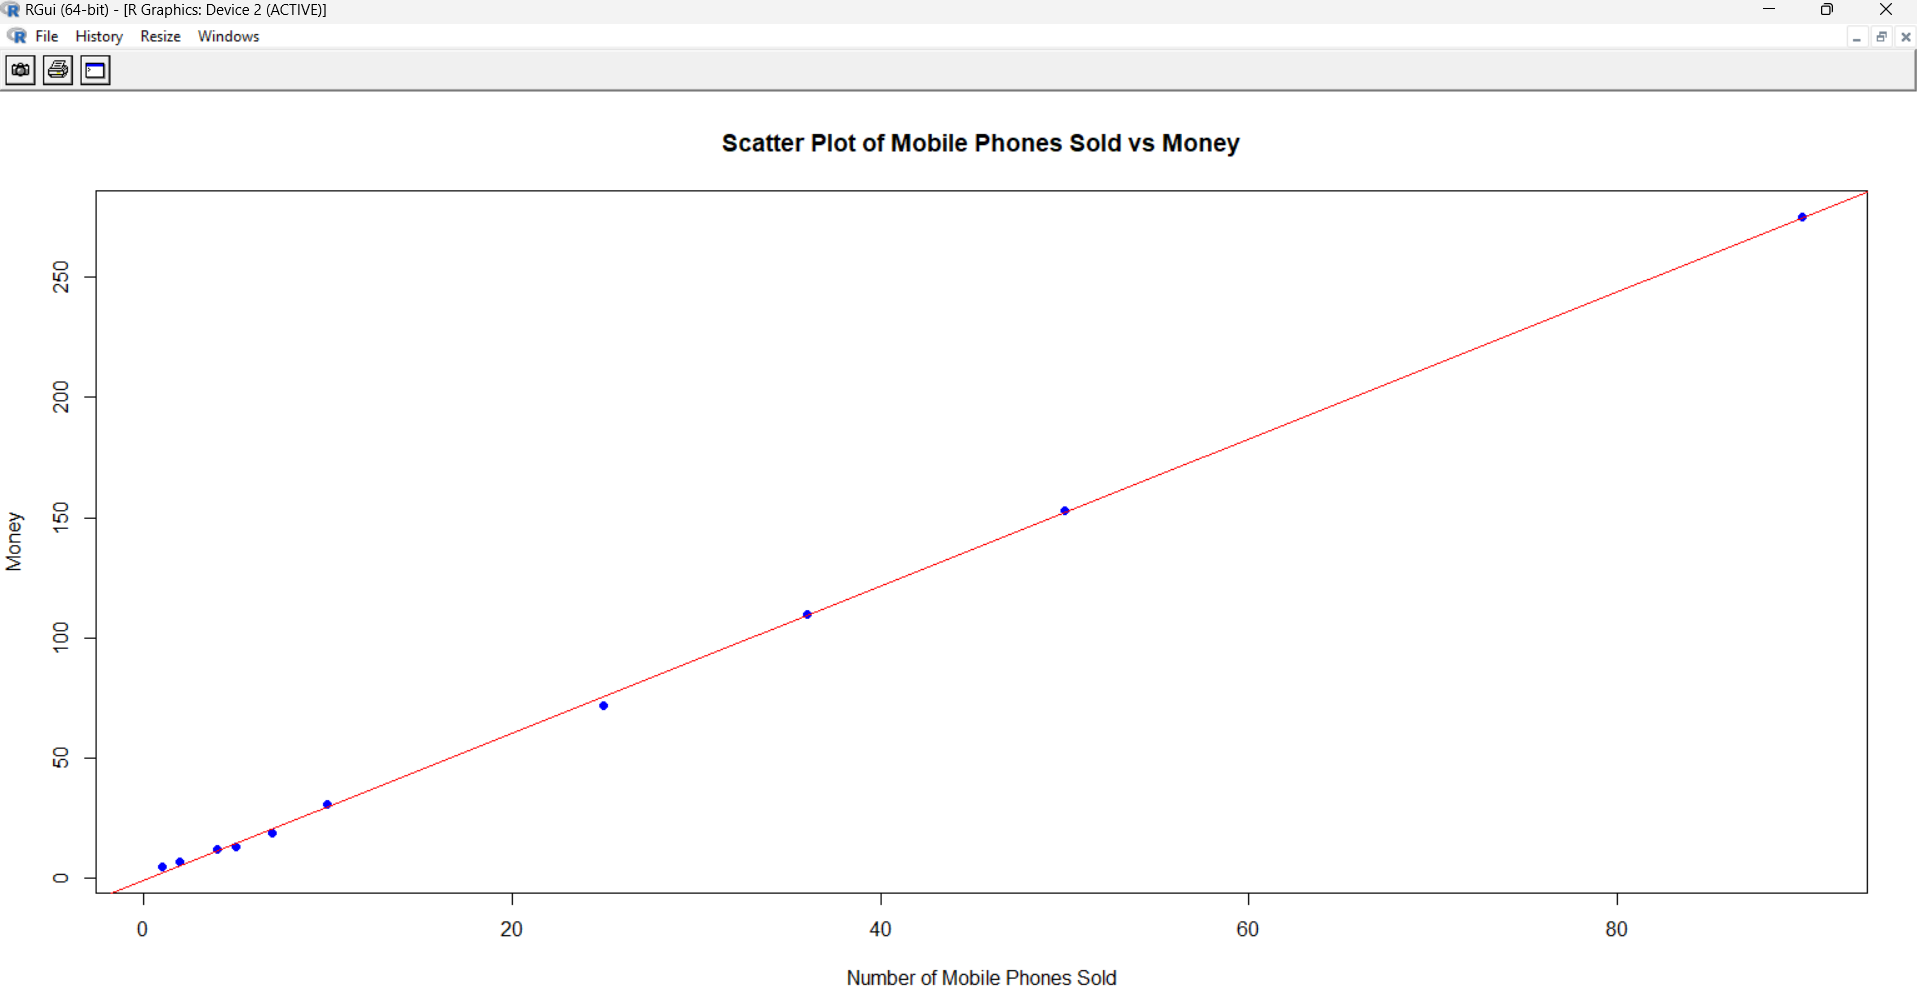 RGui (64-bit) - [R Graphics: Device 2 (ACTIVE)]
File History Resize Windows
Scatter Plot of Mobile Phones Sold vs Money
250
200
150
100
50
0
Money
0 20 40 60 80
Number of Mobile Phones Sold